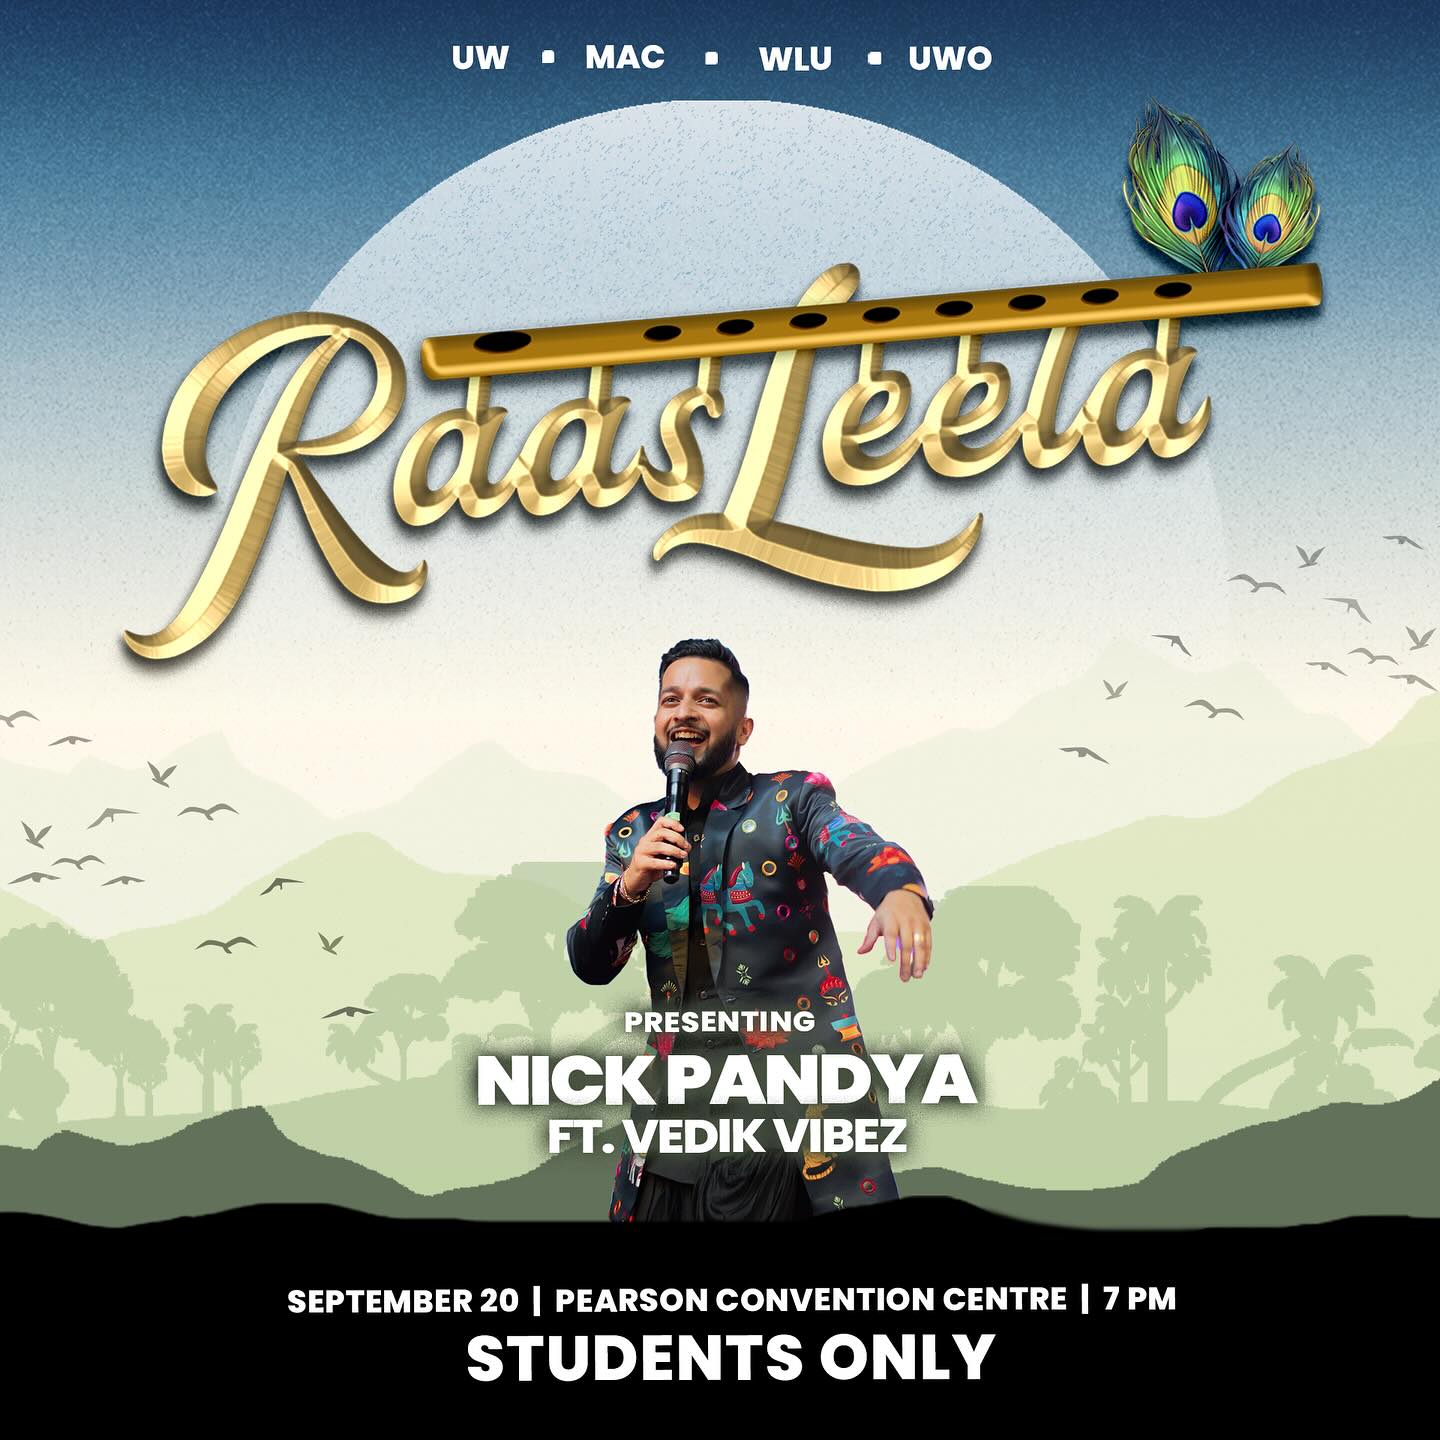 UW ▪ MAC ▪ WLU ▪ UWO
RaasLeela
PRESENTING
NICK PANDYA
FT. VEDIK VIBEZ
SEPTEMBER 20 | PEARSON CONVENTION CENTRE | 7 PM
STUDENTS ONLY